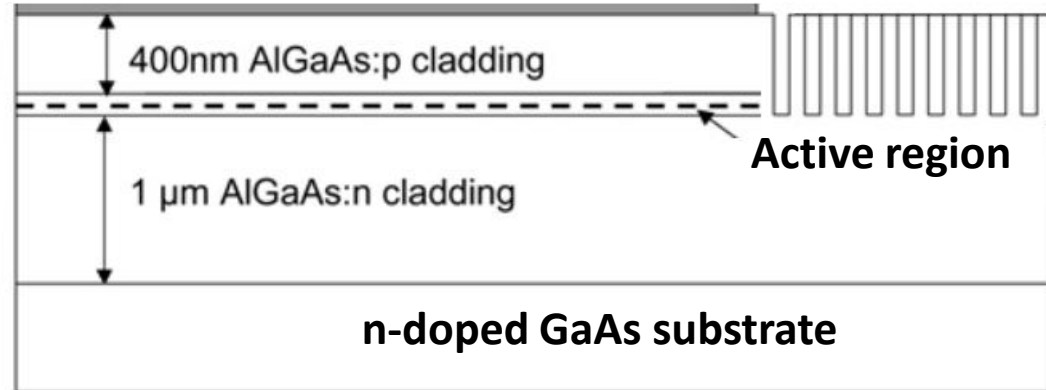 400nm AlGaAs:p cladding
Active region
1 µm AlGaAs:n cladding
n-doped GaAs substrate